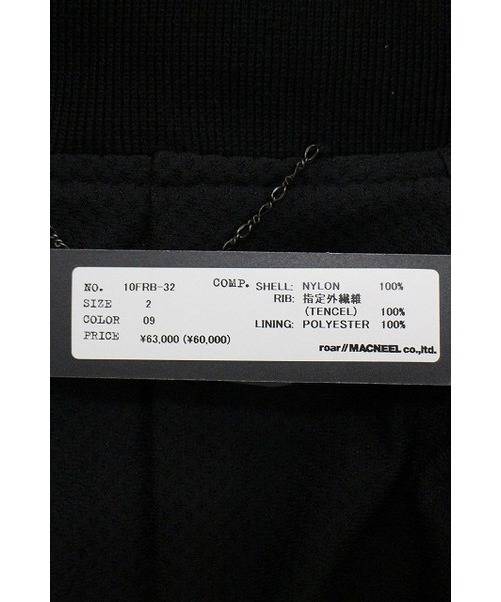 NO. 10FRB-32 COMP. SHELL: NYLON 100%
SIZE 2 RIB: 指定外繊維
COLOR 09 (TENCEL) 100%
PRICE ¥63,000 (¥60,000) LINING: POLYESTER 100%
roar//MACNEEL co.,ltd.